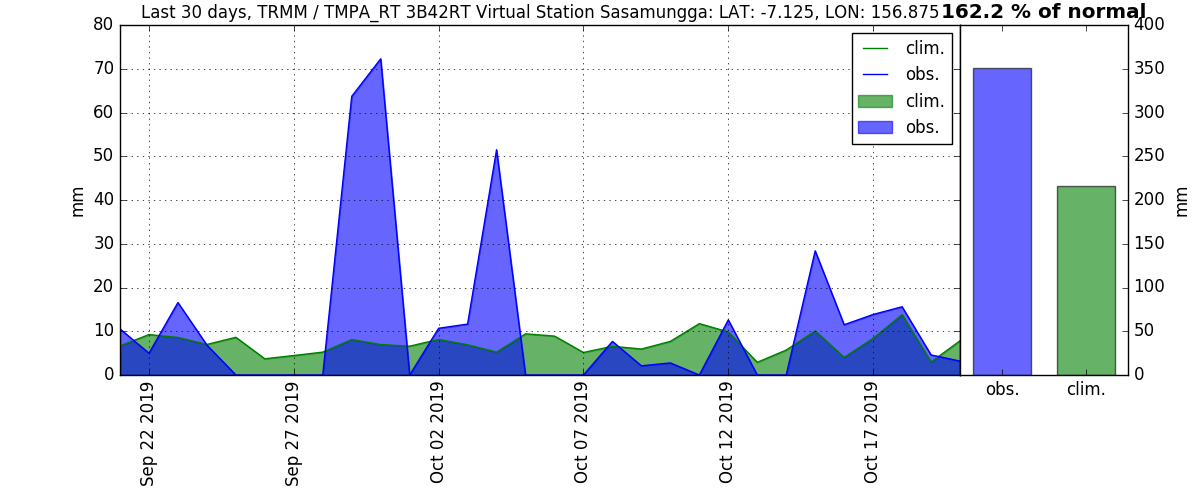 Last 30 days, TRMM / TMPA_RT 3B42RT Virtual Station Sasamungga: LAT: -7.125, LON: 156.875
162.2 % of normal
80
70
60
50
40
30
20
10
0
mm
clim.
obs.
clim.
obs.
Sep 22 2019
Sep 27 2019
Oct 02 2019
Oct 07 2019
Oct 12 2019
Oct 17 2019
400
350
300
250
200
150
100
50
0
mm
obs.
clim.